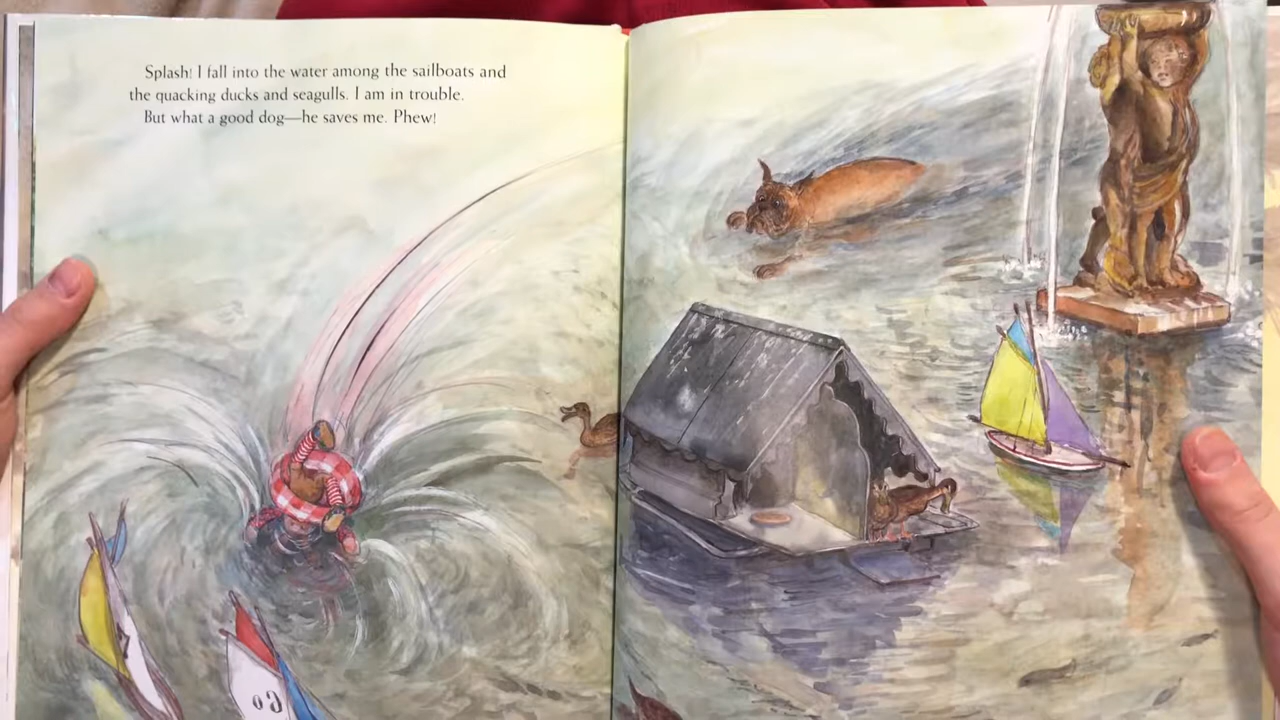 Splash! I fall into the water among the sailboats and
the quacking ducks and seagulls. I am in trouble.
But what a good dog—he saves me. Phew!